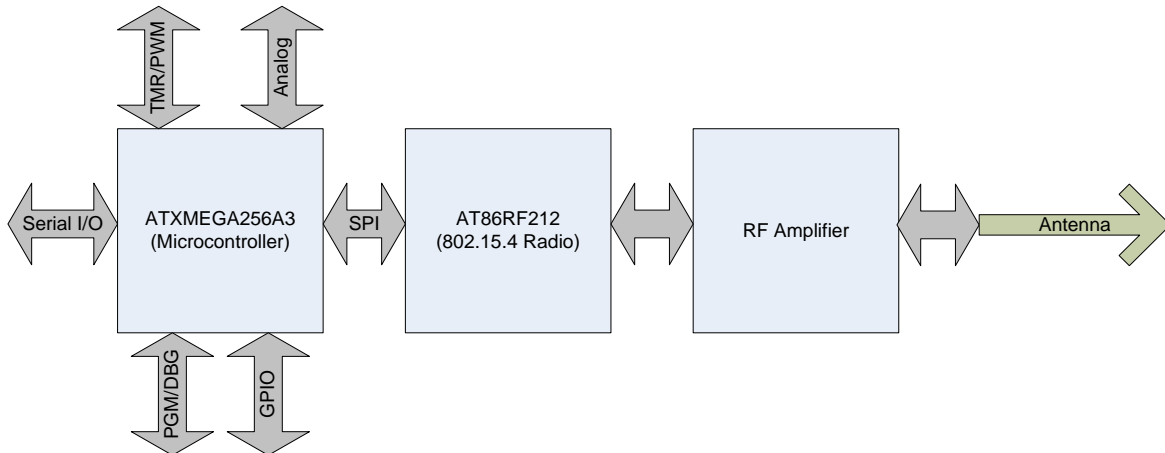 TMR/PWM
Analog
Serial I/O
ATXMEGA256A3
(Microcontroller)
SPI
AT86RF212
(802.15.4 Radio)
RF Amplifier
Antenna
PGM/DBG
GPIO